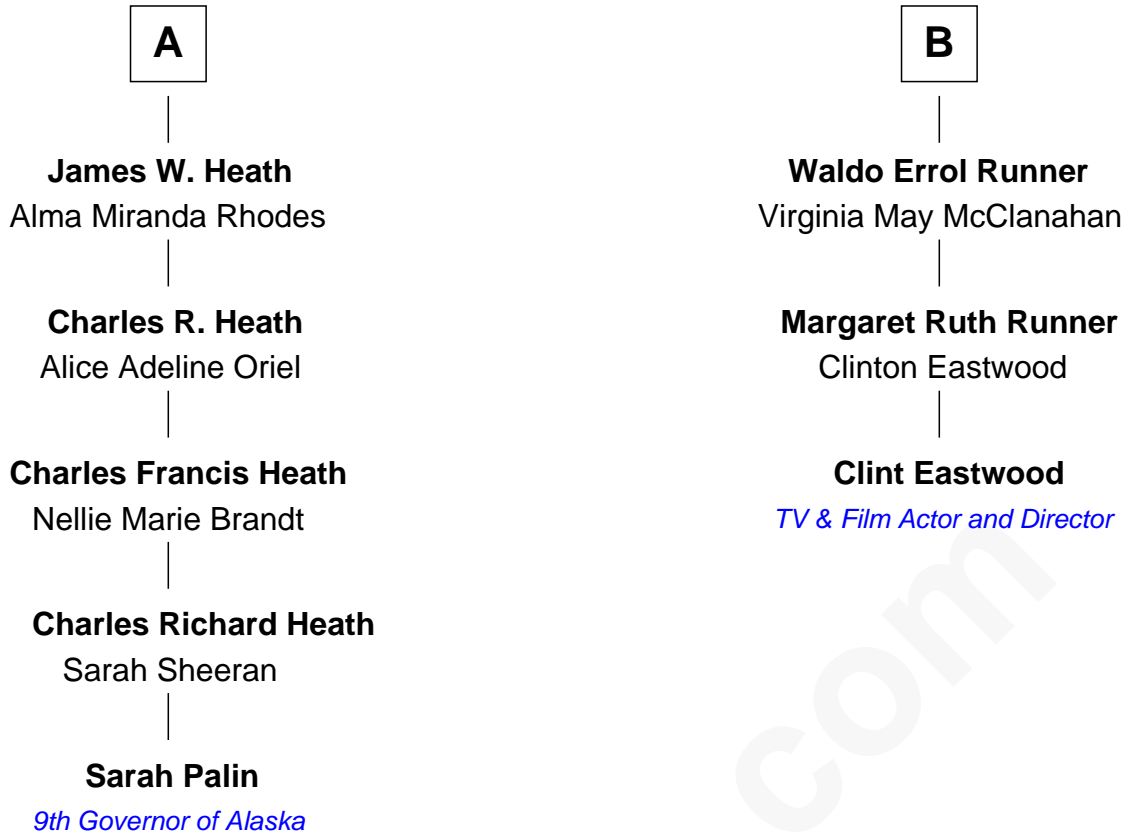 A
James W. Heath
Alma Miranda Rhodes
Charles R. Heath
Alice Adeline Oriel
Charles Francis Heath
Nellie Marie Brandt
Charles Richard Heath
Sarah Sheeran
Sarah Palin
9th Governor of Alaska
B
Waldo Errol Runner
Virginia May McClanahan
Margaret Ruth Runner
Clinton Eastwood
Clint Eastwood
TV & Film Actor and Director
com